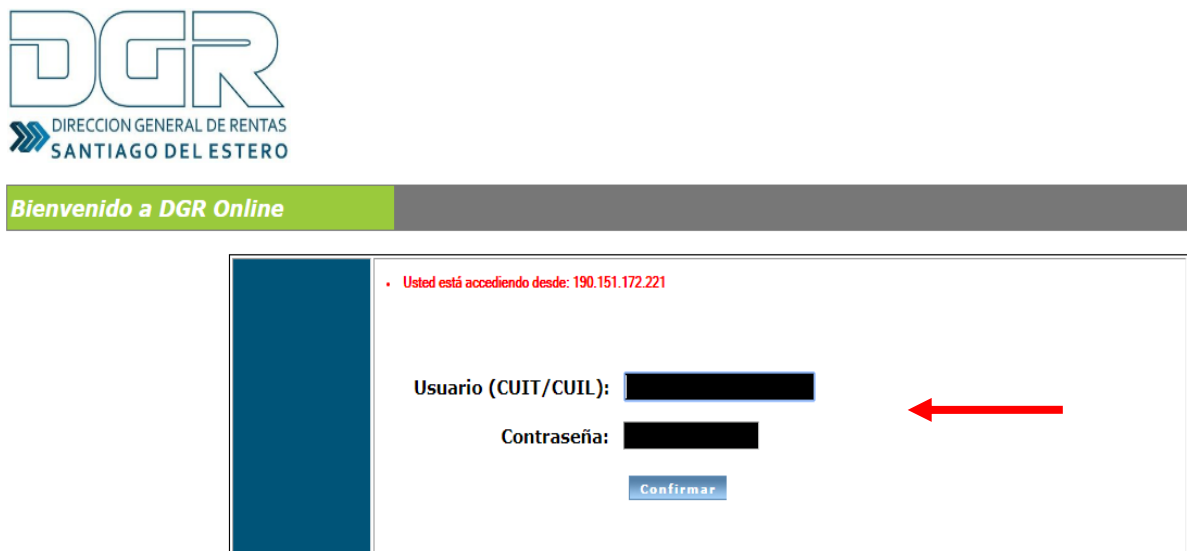 DGR
DIRECCION GENERAL DE RENTAS
SANTIAGO DEL ESTERO
Bienvenido a DGR Online
Usted está accediendo desde: 190.151.172.221
Usuario (CUIT/CUIL):
Contraseña:
Confirmar